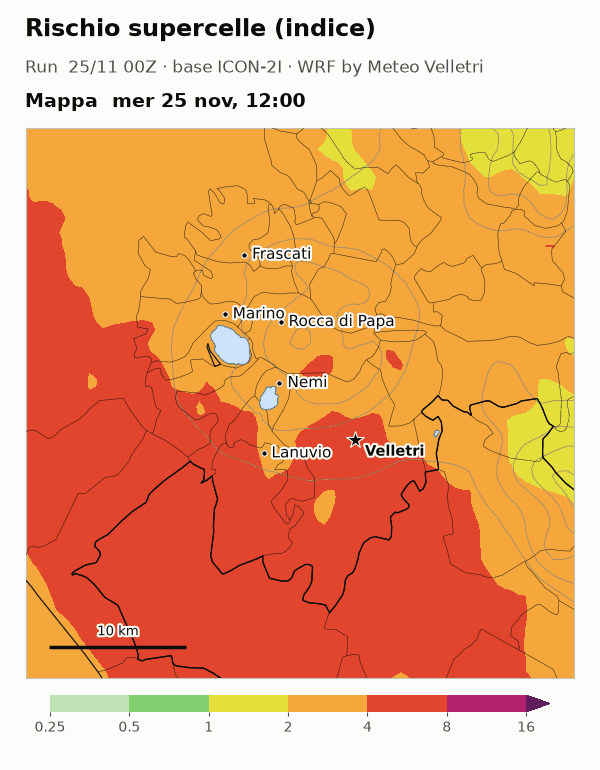 Rischio supercelle (indice)
Run  25/11 00Z · base ICON-2I · WRF by Meteo Velletri
Mappa  mer 25 nov, 12:00
Frascati
Marino
Rocca di Papa
Nemi
Velletri
Lanuvio
10 km
0.25 0.5 1 2 4 8 16